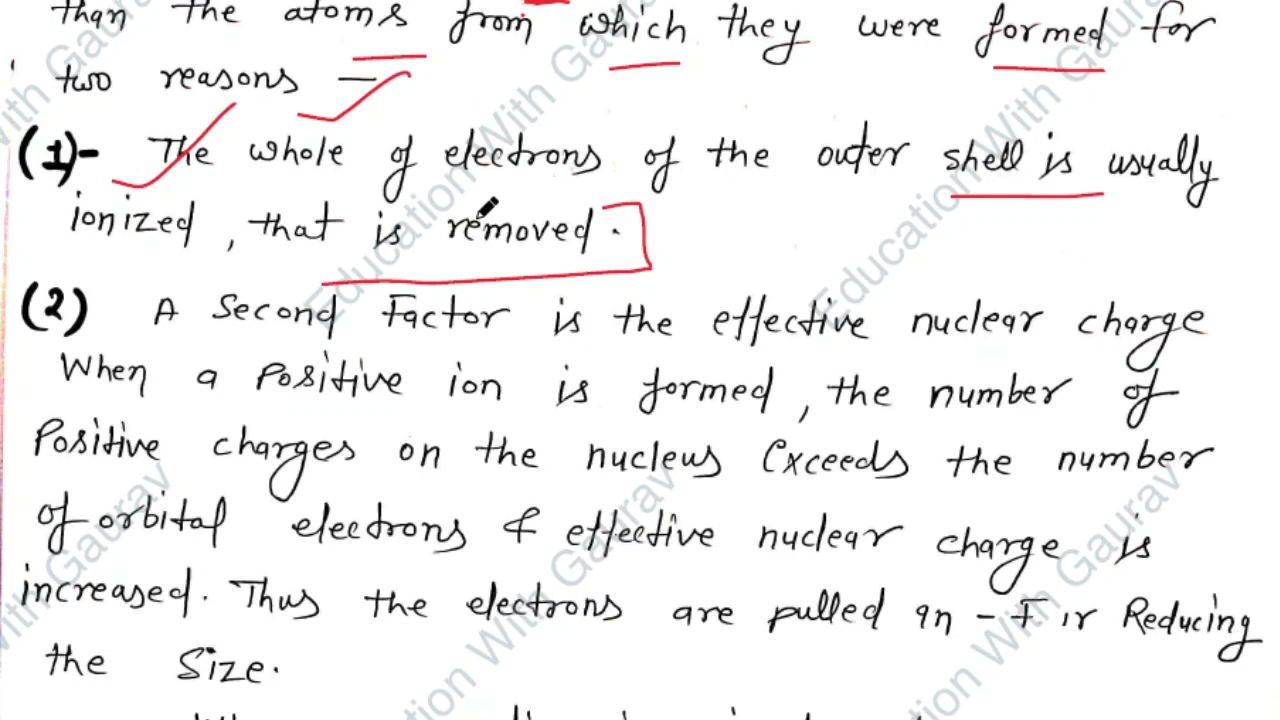 than the atoms from which they were formed for
two reasons —
(1)- The whole of electrons of the outer shell is usually
ionized, that is removed.
(2) A second Factor is the effective nuclear charge
When a positive ion is formed, the number of
Positive charges on the nucleus Exceeds the number
of orbital electrons & effective nuclear charge is
increased. Thus the electrons are pulled in - Reducing
the Size.
Education With Gaurav